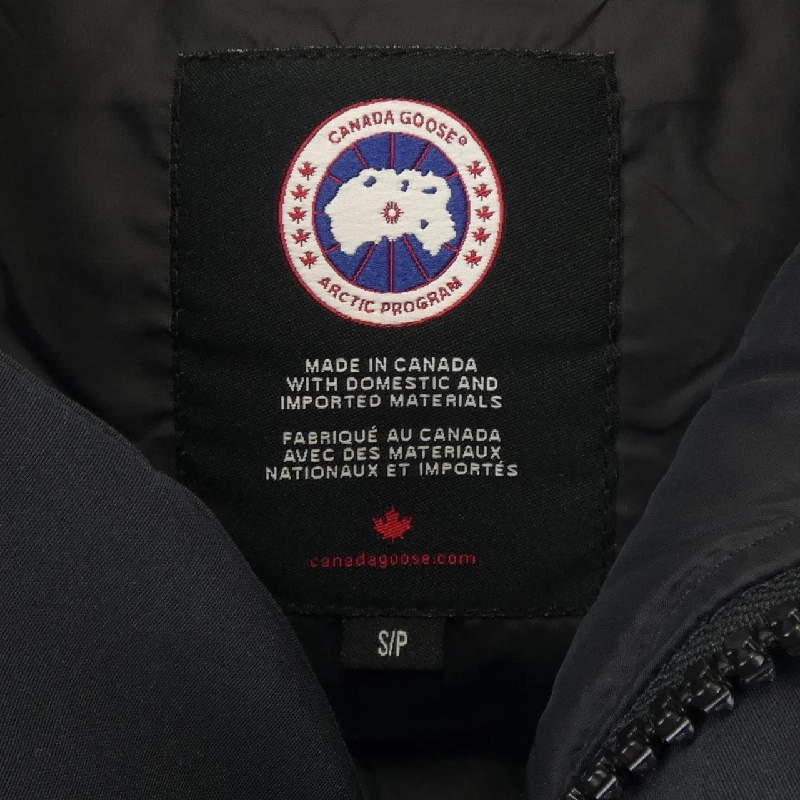 CANADA GOOSE®
ARCTIC PROGRAM
MADE IN CANADA
WITH DOMESTIC AND
IMPORTED MATERIALS
FABRIQUÉ AU CANADA
AVEC DES MATERIAUX
NATIONAUX ET IMPORTÉS
canadagoose.com
S/P